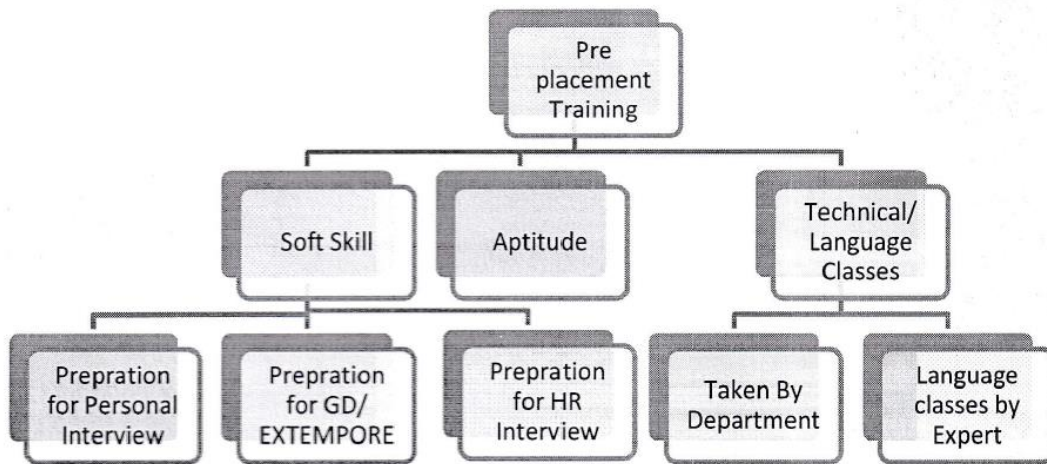 Pre
placement
Training
Soft Skill
Aptitude
Technical/
Language
Classes
Prepration
for Personal
Interview
Prepration
for GD/
EXTEMPORE
Prepration
for HR
Interview
Taken By
Department
Language
classes by
Expert